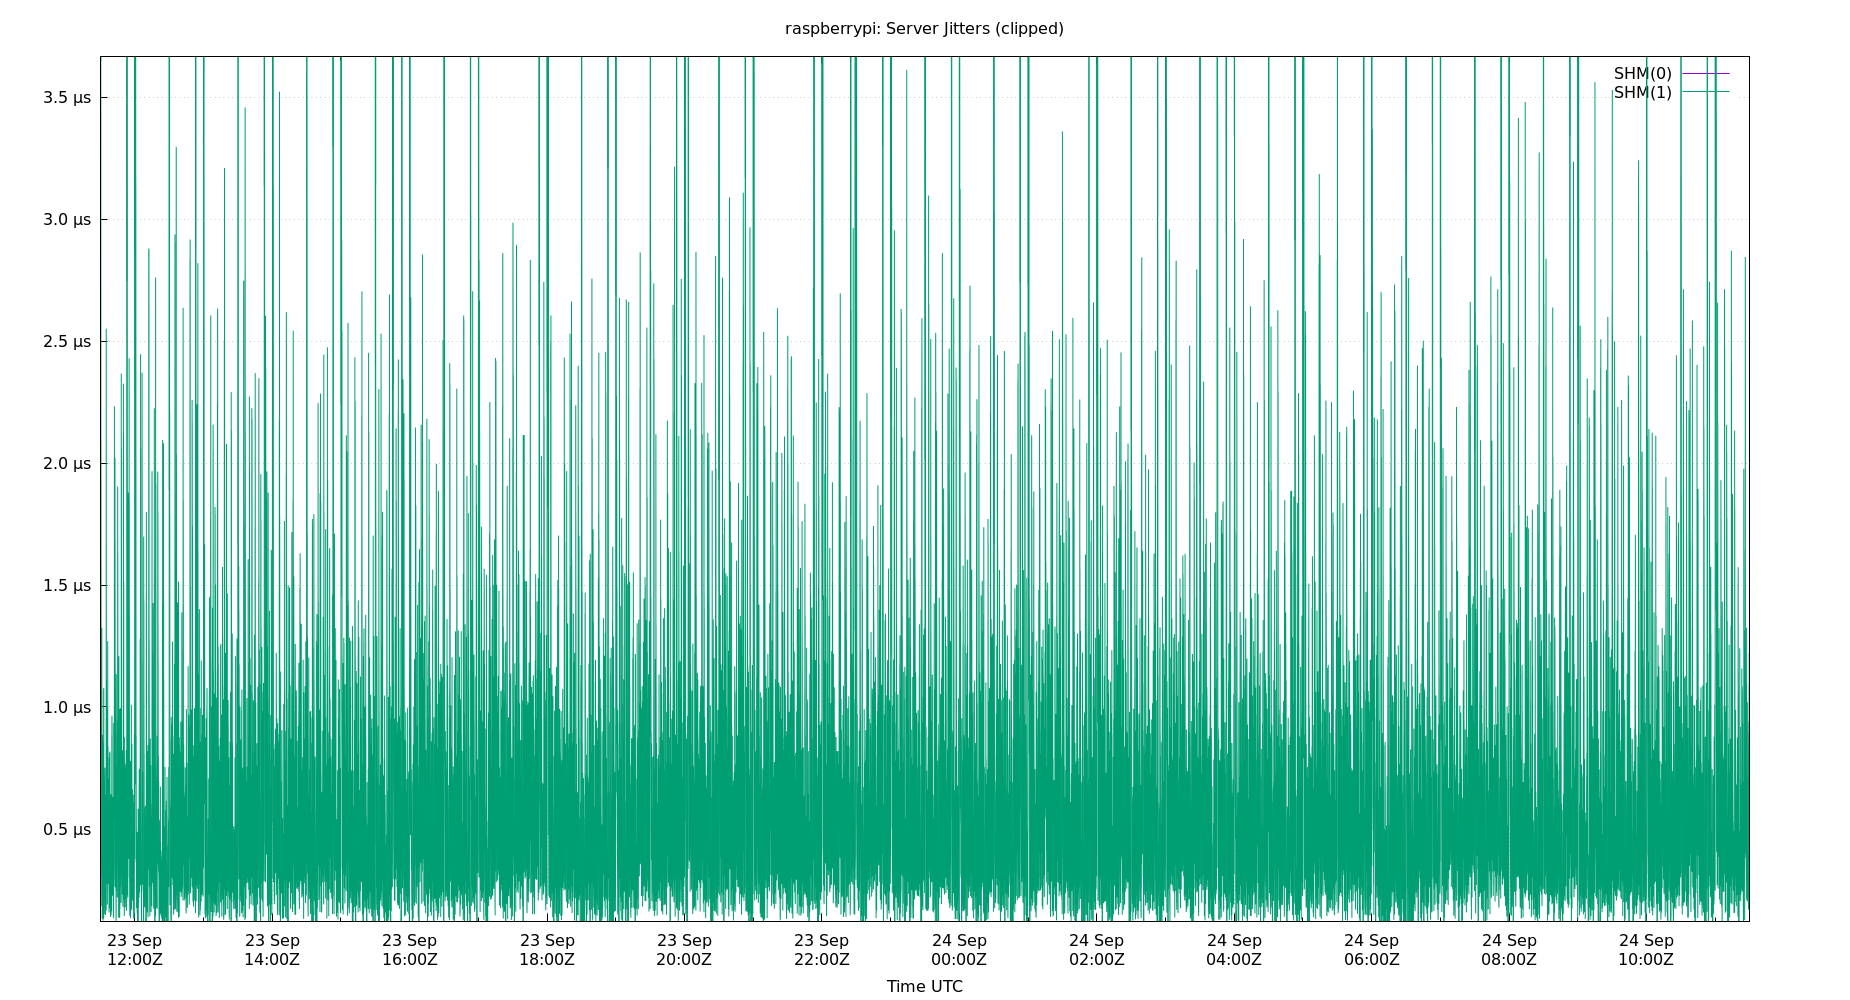 raspberrypi: Server Jitters (clipped)
SHM(0)
SHM(1)
3.5 µs
3.0 µs
2.5 µs
2.0 µs
1.5 µs
1.0 µs
0.5 µs
23 Sep 23 Sep 23 Sep 23 Sep 23 Sep 23 Sep 24 Sep 24 Sep 24 Sep 24 Sep 24 Sep 24 Sep
12:00Z 14:00Z 16:00Z 18:00Z 20:00Z 22:00Z 00:00Z 02:00Z 04:00Z 06:00Z 08:00Z 10:00Z
Time UTC